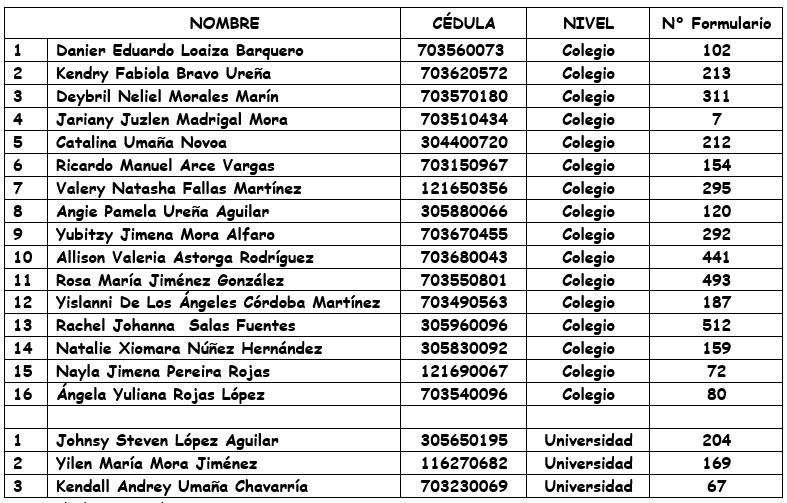 NOMBRE CÉDULA NIVEL Nº Formulario
1 Danier Eduardo Loaiza Barquero 703560073 Colegio 102
2 Kendry Fabiola Bravo Ureña 703620572 Colegio 213
3 Deybril Neliel Morales Marín 703570180 Colegio 311
4 Jariany Juzlen Madrigal Mora 703510434 Colegio 7
5 Catalina Umaña Novoa 304400720 Colegio 212
6 Ricardo Manuel Arce Vargas 703150967 Colegio 154
7 Valery Natasha Fallas Martínez 121650356 Colegio 295
8 Angie Pamela Ureña Aguilar 305880066 Colegio 120
9 Yubitzy Jimena Mora Alfaro 703670455 Colegio 292
10 Allison Valeria Astorga Rodríguez 703680043 Colegio 441
11 Rosa María Jiménez González 703550801 Colegio 493
12 Yislanni De Los Ángeles Córdoba Martínez 703490563 Colegio 187
13 Rachel Johanna Salas Fuentes 305960096 Colegio 512
14 Natalie Xiomara Núñez Hernández 305830092 Colegio 159
15 Nayla Jimena Pereira Rojas 121690067 Colegio 72
16 Ángela Yuliana Rojas López 703540096 Colegio 80
1 Johnsy Steven López Aguilar 305650195 Universidad 204
2 Yilen María Mora Jiménez 116270682 Universidad 169
3 Kendall Andrey Umaña Chavarría 703230069 Universidad 67